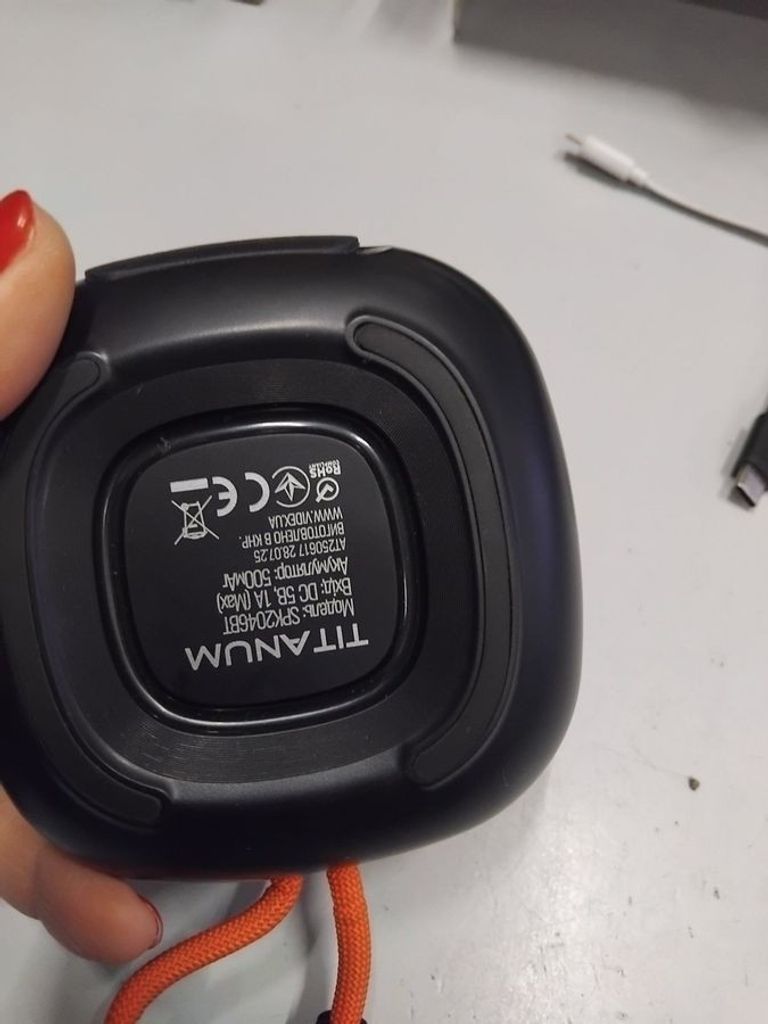 TITANUM
Модель: SPK2046BT
Вхід: DC 5В, 1А (Max)
Акумулятор: 500мАг
AT250617 28.07.25
ВИГОТОВЛЕНО В КНР.
WWW.VIDEX.UA
RoHS
COMPLIANT
CE